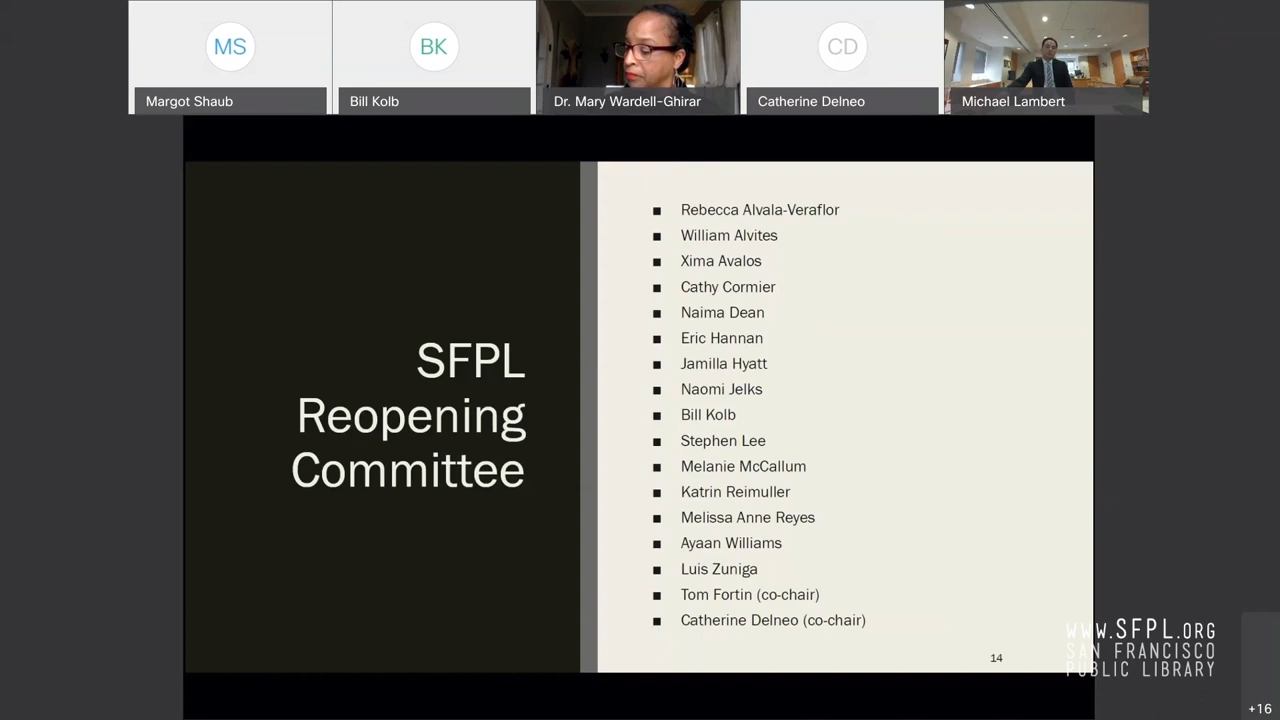 MS
BK
CD
Margot Shaub
Bill Kolb
Dr. Mary Wardell-Ghirar
Catherine Delneo
Michael Lambert
SFPL
Reopening
Committee
■ Rebecca Alvala-Veraflor
■ William Alvites
■ Xima Avalos
■ Cathy Cormier
■ Naima Dean
■ Eric Hannan
■ Jamilla Hyatt
■ Naomi Jelks
■ Bill Kolb
■ Stephen Lee
■ Melanie McCallum
■ Katrin Reimuller
■ Melissa Anne Reyes
■ Ayaan Williams
■ Luis Zuniga
■ Tom Fortin (co-chair)
■ Catherine Delneo (co-chair)
14
WWW.SFPL.ORG
SAN FRANCISCO
PUBLIC LIBRARY
+16